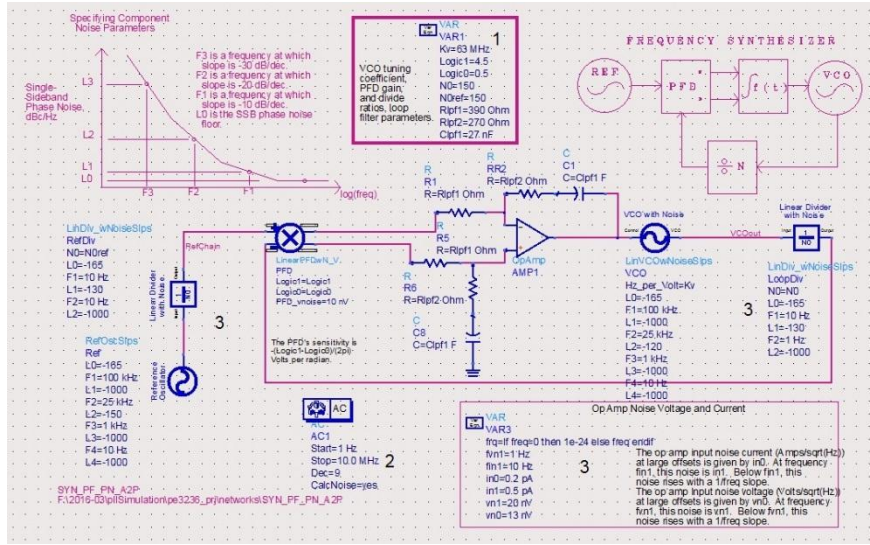 Specifying Component
Noise Parameters
Single-
Sideband
Phase Noise,
dBc/Hz
L3
L2
L1
L0
F3
F2
F1
log(freq)
F3 is a frequency at which
slope is -30 dB/dec.
F2 is a frequency at which
slope is -20 dB/dec.
F1 is a frequency at which
slope is -10 dB/dec.
L0 is the SSB phase noise
floor.
VCO tuning
coefficient,
PFD gain,
and divide
ratios, loop
filter parameters.
Var
Eqn
VAR
VAR1
Kv=63 MHz
Logic1=4.5
Logic0=0.5
N0=150
N0ref=150
Rlpf1=390 Ohm
Rlpf2=270 Ohm
Clpf1=27 nF
1
FREQUENCY SYNTHESIZER
REF
PFD
∫f(t)
VCO
÷N
LinDiv_wNoiseSlps
RefDiv
N0=N0ref
L0=-165
F1=10 Hz
L1=-130
F2=10 Hz
L2=-1000
Linear Divider
with Noise
1
N0
RefChain
RefOscSlps
Ref
L0=-165
F1=100 kHz
L1=-1000
F2=25 kHz
L2=-150
F3=1 kHz
L3=-1000
F4=10 Hz
L4=-1000
Reference
Oscillator
3
LinearPFDwN_V
PFD
Logic1=Logic1
Logic0=Logic0
PFD_vnoise=10 nV
The PFD's sensitivity is
-(Logic1-Logic0)/(2pi)
Volts per radian.
R
R1
R=Rlpf1 Ohm
R
RR2
R=Rlpf2 Ohm
C
C1
C=Clpf1 F
R
R5
R=Rlpf1 Ohm
R
R6
R=Rlpf2 Ohm
C
C8
C=Clpf1 F
OpAmp
AMP1
VCO with Noise
Control
VCO
LinVCOwNoiseSlps
VCO
Hz_per_Volt=Kv
L0=-165
F1=100 kHz
L1=-1000
F2=25 kHz
L2=-120
F3=1 kHz
L3=-1000
F4=10 Hz
L4=-1000
VCOout
Linear Divider
with Noise
1
N0
LinDiv_wNoiseSlps
LoopDiv
N0=N0
L0=-165
F1=10 Hz
L1=-130
F2=1 Hz
L2=-1000
3
AC
AC
AC1
Start=1 Hz
Stop=10.0 MHz
Dec=9
CalcNoise=yes
2
Op Amp Noise Voltage and Current
Var
Eqn
VAR
VAR3
frq=if freq=0 then 1e-24 else freq endif
fvn1=1 Hz
fin1=10 Hz
in0=0.2 pA
in1=0.5 pA
vn1=20 nV
vn0=13 nV
3
The op amp input noise current (Amps/sqrt(Hz))
at large offsets is given by in0. At frequency
fin1, this noise is in1. Below fin1, this
noise rises with a 1/freq slope.
The op amp input noise voltage (Volts/sqrt(Hz))
at large offsets is given by vn0. At frequency
fvn1, this noise is vn1. Below fvn1, this
noise rises with a 1/freq slope.
SYN_PF_PN_A2P
F:\2016-03\pllSimulation\pe3236_prj\networks\SYN_PF_PN_A2P